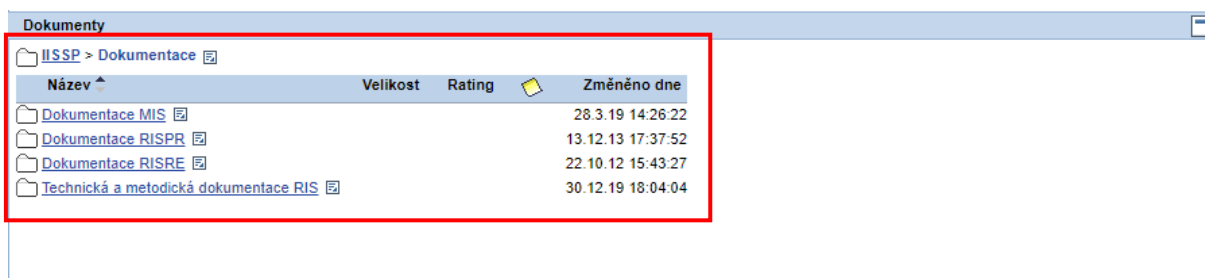 Dokumenty
IISSP > Dokumentace
Název Velikost Rating Změněno dne
Dokumentace MIS 28.3.19 14:26:22
Dokumentace RISPR 13.12.13 17:37:52
Dokumentace RISRE 22.10.12 15:43:27
Technická a metodická dokumentace RIS 30.12.19 18:04:04